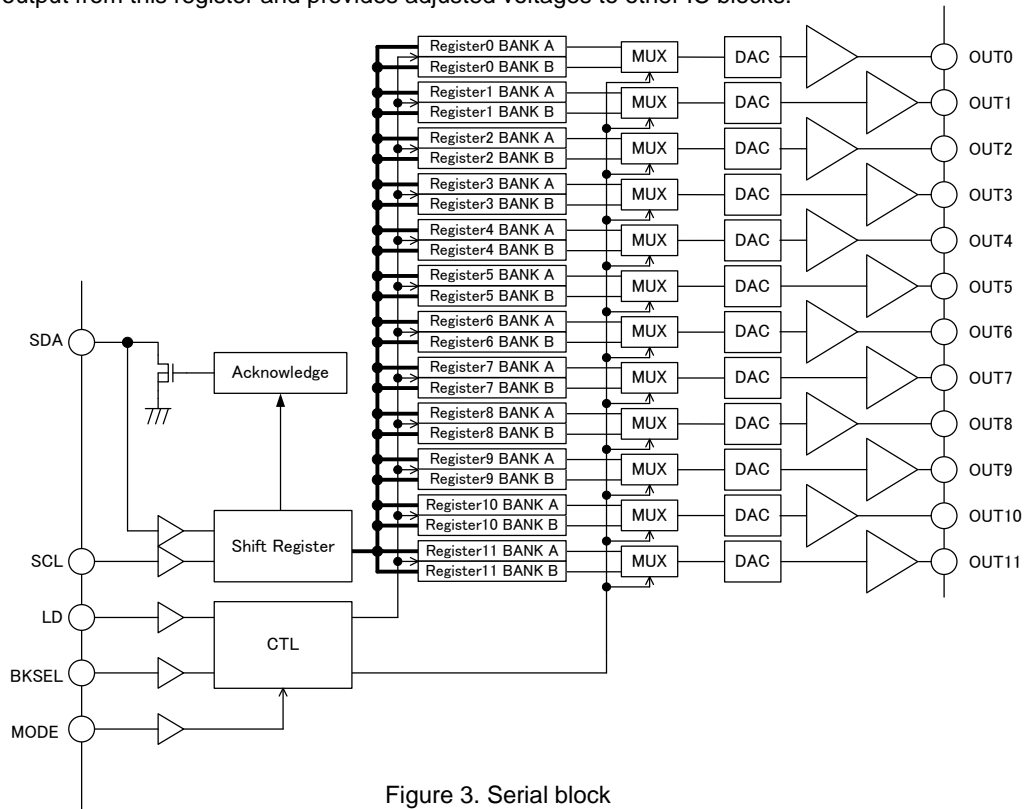 output from this register and provides adjusted voltages to other IC blocks.
Register0 BANK A
Register0 BANK B
MUX
DAC
OUT0
Register1 BANK A
Register1 BANK B
MUX
DAC
OUT1
Register2 BANK A
Register2 BANK B
MUX
DAC
OUT2
Register3 BANK A
Register3 BANK B
MUX
DAC
OUT3
Register4 BANK A
Register4 BANK B
MUX
DAC
OUT4
Register5 BANK A
Register5 BANK B
MUX
DAC
OUT5
Register6 BANK A
Register6 BANK B
MUX
DAC
OUT6
Register7 BANK A
Register7 BANK B
MUX
DAC
OUT7
Register8 BANK A
Register8 BANK B
MUX
DAC
OUT8
Register9 BANK A
Register9 BANK B
MUX
DAC
OUT9
Register10 BANK A
Register10 BANK B
MUX
DAC
OUT10
Register11 BANK A
Register11 BANK B
MUX
DAC
OUT11
SDA
Acknowledge
SCL
Shift Register
LD
CTL
BKSEL
MODE
Figure 3. Serial block